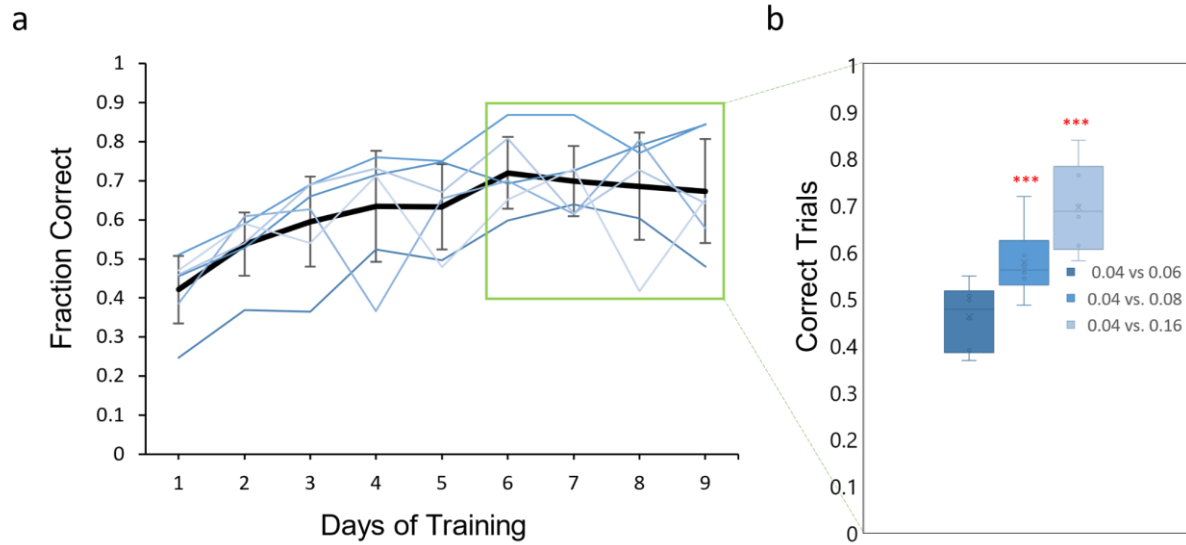 a
Fraction Correct
1
0.9
0.8
0.7
0.6
0.5
0.4
0.3
0.2
0.1
0
1 2 3 4 5 6 7 8 9
Days of Training
b
Correct Trials
1
0.9
0.8
0.7
0.6
0.5
0.4
0.3
0.2
0.1
0
***
***
0.04 vs 0.06
0.04 vs. 0.08
0.04 vs. 0.16